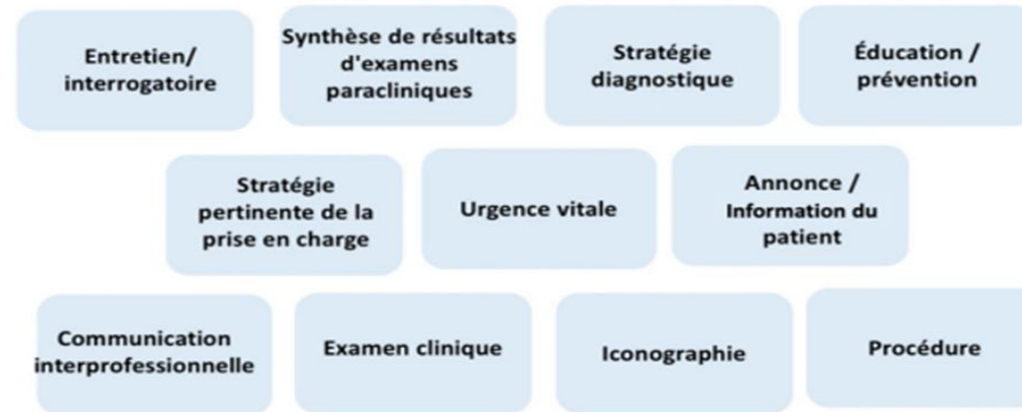 Entretien/
interrogatoire
Synthèse de résultats
d'examens
paracliniques
Stratégie
diagnostique
Éducation /
prévention
Stratégie
pertinente de la
prise en charge
Urgence vitale
Annonce /
Information du
patient
Communication
interprofessionnelle
Examen clinique
Iconographie
Procédure